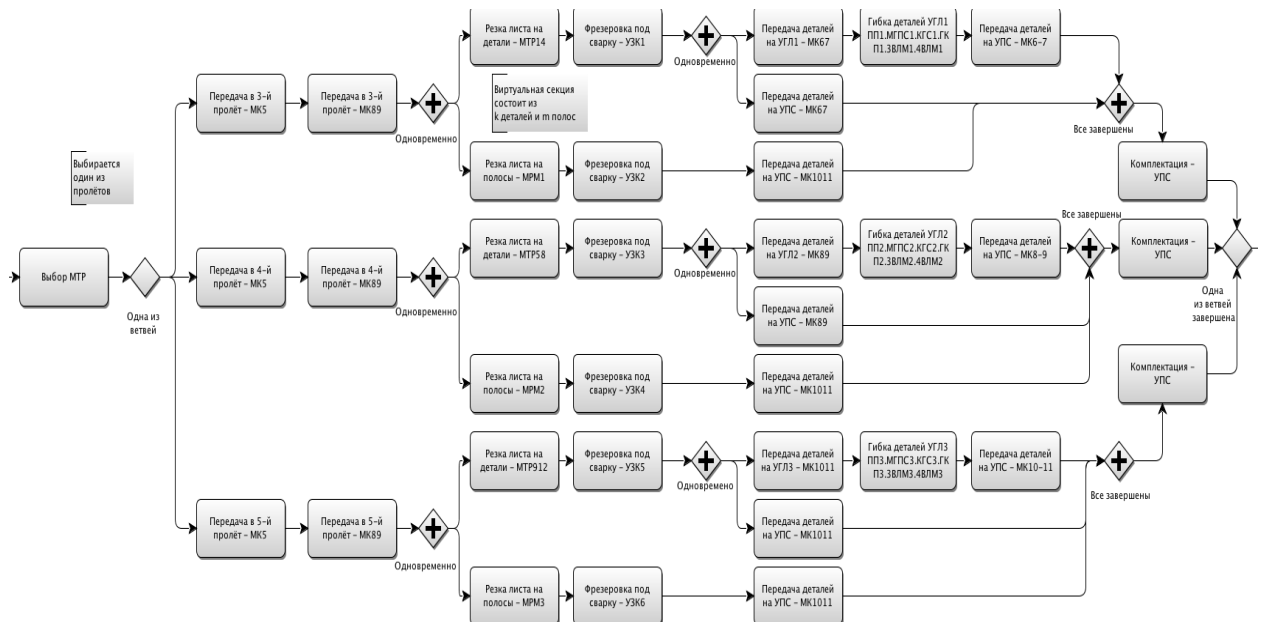 Выбирается
один из
пролётов
Выбор МТР
Одна из
ветвей
Передача в 3-й
пролёт – МК5
Передача в 3-й
пролёт – МК89
Одновременно
Резка листа на
детали – МТР14
Фрезеровка под
сварку – УЗК1
Одновременно
Передача деталей
на УГЛ1 – МК67
Гибка деталей УГЛ1
ПП1.МГПС1.КГС1.ГК
П1.3ВЛМ1.4ВЛМ1
Передача деталей
на УПС – МК6-7
Виртуальная секция
состоит из
k деталей и m полос
Передача деталей
на УПС – МК67
Все завершены
Резка листа на
полосы – МРМ1
Фрезеровка под
сварку – УЗК2
Передача деталей
на УПС – МК1011
Комплектация –
УПС
Передача в 4-й
пролёт – МК5
Передача в 4-й
пролёт – МК89
Одновременно
Резка листа на
детали – МТР58
Фрезеровка под
сварку – УЗК3
Одновременно
Передача деталей
на УГЛ2 – МК89
Гибка деталей УГЛ2
ПП2.МГПС2.КГС2.ГК
П2.3ВЛМ2.4ВЛМ2
Передача деталей
на УПС – МК8-9
Все завершены
Комплектация –
УПС
Одна
из ветвей
завершена
Передача деталей
на УПС – МК89
Резка листа на
полосы – МРМ2
Фрезеровка под
сварку – УЗК4
Передача деталей
на УПС – МК1011
Комплектация –
УПС
Передача в 5-й
пролёт – МК5
Передача в 5-й
пролёт – МК89
Одновременно
Резка листа на
детали – МТР912
Фрезеровка под
сварку – УЗК5
Одновремено
Передача деталей
на УГЛ3 – МК1011
Гибка деталей УГЛ3
ПП3.МГПС3.КГС3.ГК
П3.3ВЛМ3.4ВЛМ3
Передача деталей
на УПС – МК10-11
Все завершены
Передача деталей
на УПС – МК1011
Резка листа на
полосы – МРМ3
Фрезеровка под
сварку – УЗК6
Передача деталей
на УПС – МК1011